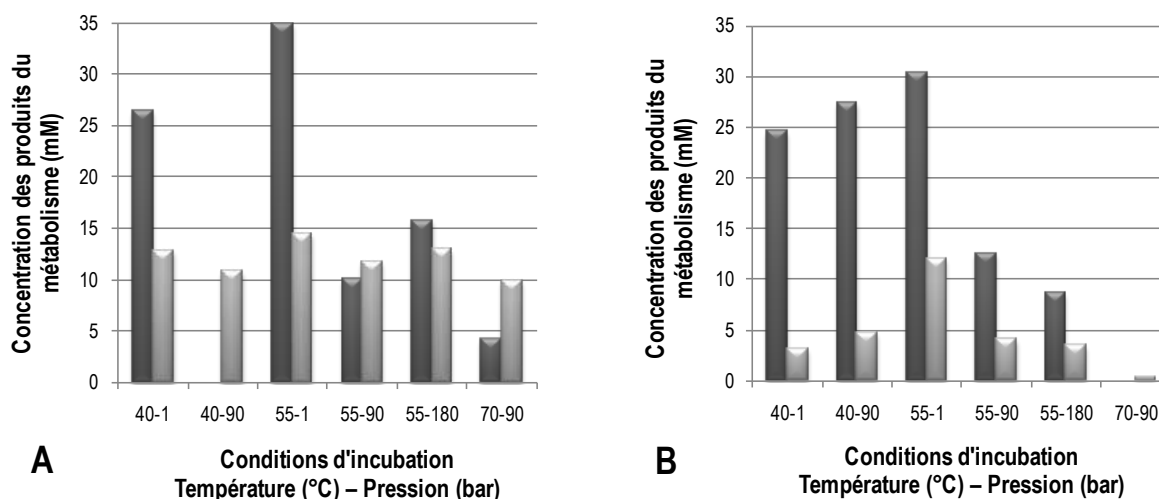 Concentration des produits du
métabolisme (mM)
35
30
25
20
15
10
5
0
40-1 40-90 55-1 55-90 55-180 70-90
A
Conditions d'incubation
Température (°C) – Pression (bar)
Concentration des produits du
métabolisme (mM)
35
30
25
20
15
10
5
0
40-1 40-90 55-1 55-90 55-180 70-90
B
Conditions d'incubation
Température (°C) – Pression (bar)